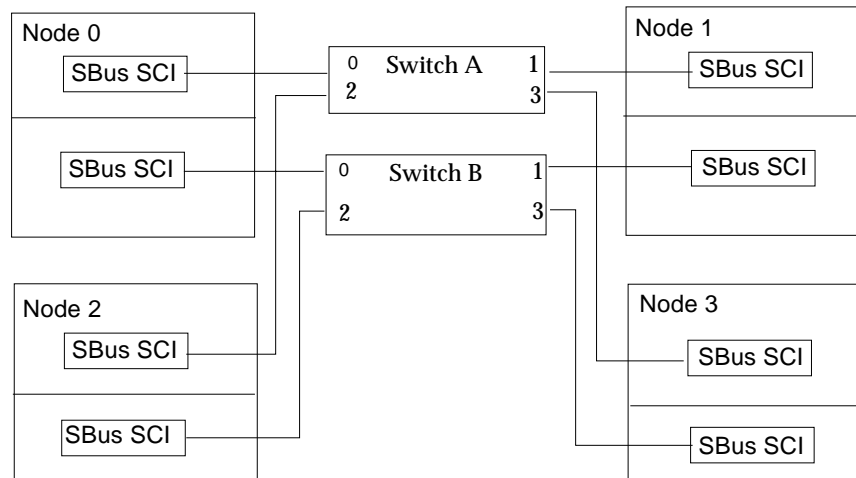 Node 0
SBus SCI
SBus SCI
0 Switch A 1
2 3
0 Switch B 1
2 3
Node 1
SBus SCI
SBus SCI
Node 2
SBus SCI
SBus SCI
Node 3
SBus SCI
SBus SCI